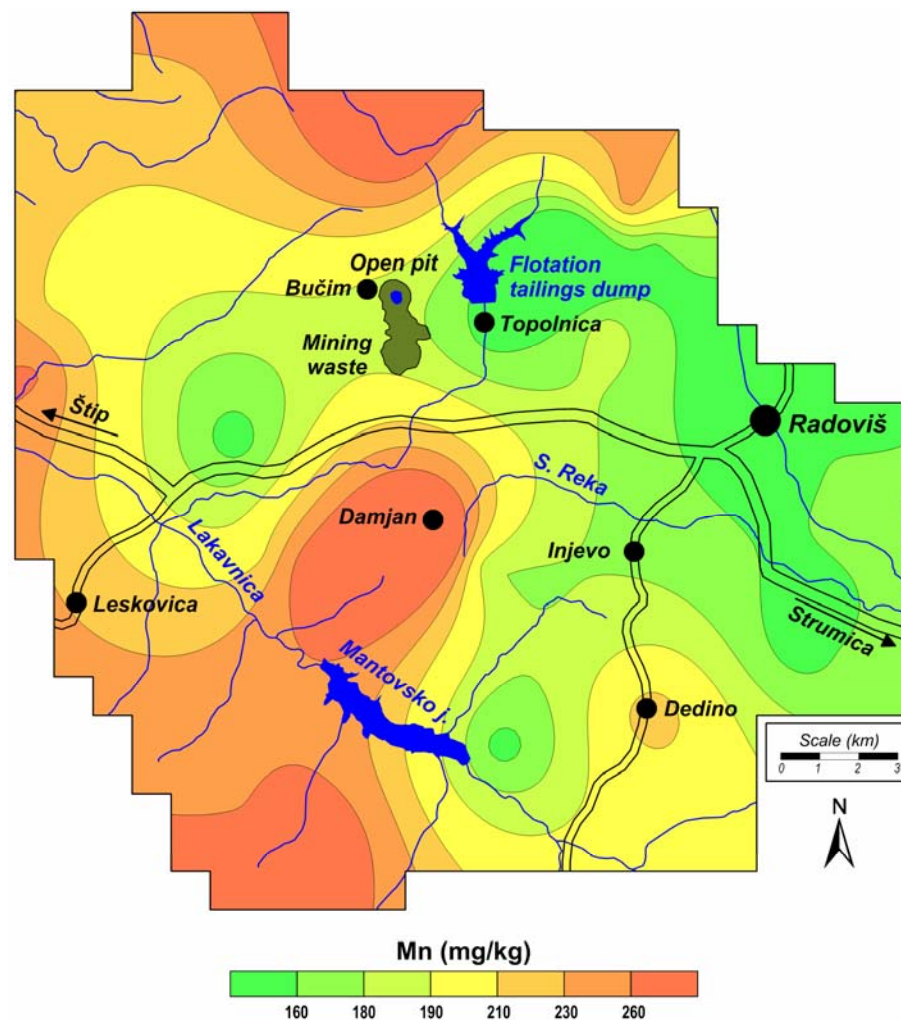 Open pit
Bučim
Flotation
tailings dump
Topolnica
Mining
waste
Štip
Radoviš
S. Reka
Damjan
Lakavnica
Injevo
Leskovica
Strumica
Mantovsko j.
Dedino
Scale (km)
0 1 2 3
N
Mn (mg/kg)
160 180 190 210 230 260